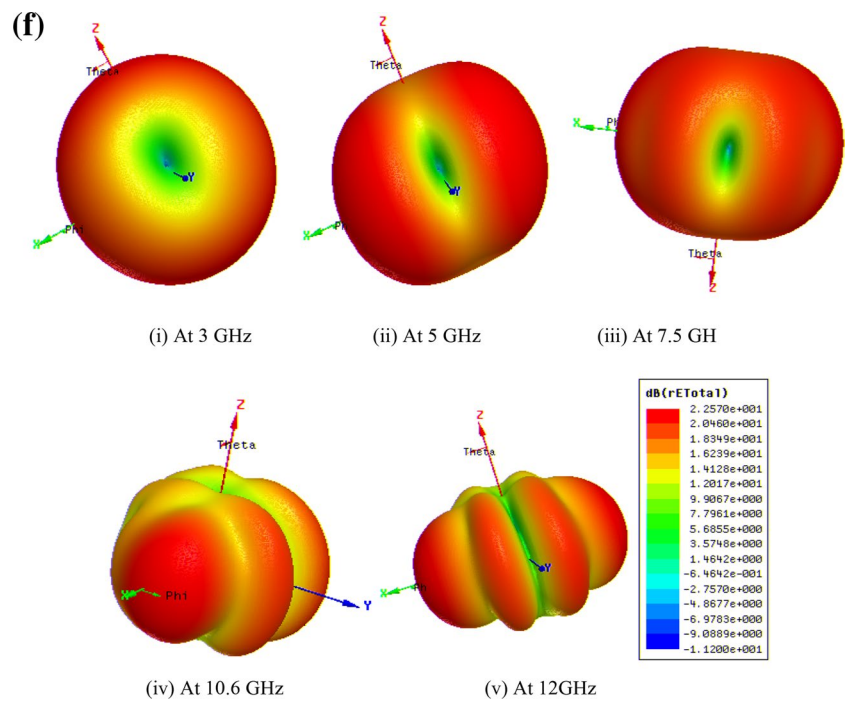 (f)
Z
Theta
Y
X
Phi
Z
Theta
Y
X
P
X
Ph
Theta
Z
(i) At 3 GHz
(ii) At 5 GHz
(iii) At 7.5 GH
Z
Theta
X
Phi
Y
Z
Theta
Y
X
Ph
dB(rETotal)
2.2570e+001
2.0460e+001
1.8349e+001
1.6239e+001
1.4128e+001
1.2017e+001
9.9067e+000
7.7961e+000
5.6855e+000
3.5748e+000
1.4642e+000
-6.4642e-001
-2.7570e+000
-4.8677e+000
-6.9783e+000
-9.0889e+000
-1.1200e+001
(iv) At 10.6 GHz
(v) At 12GHz